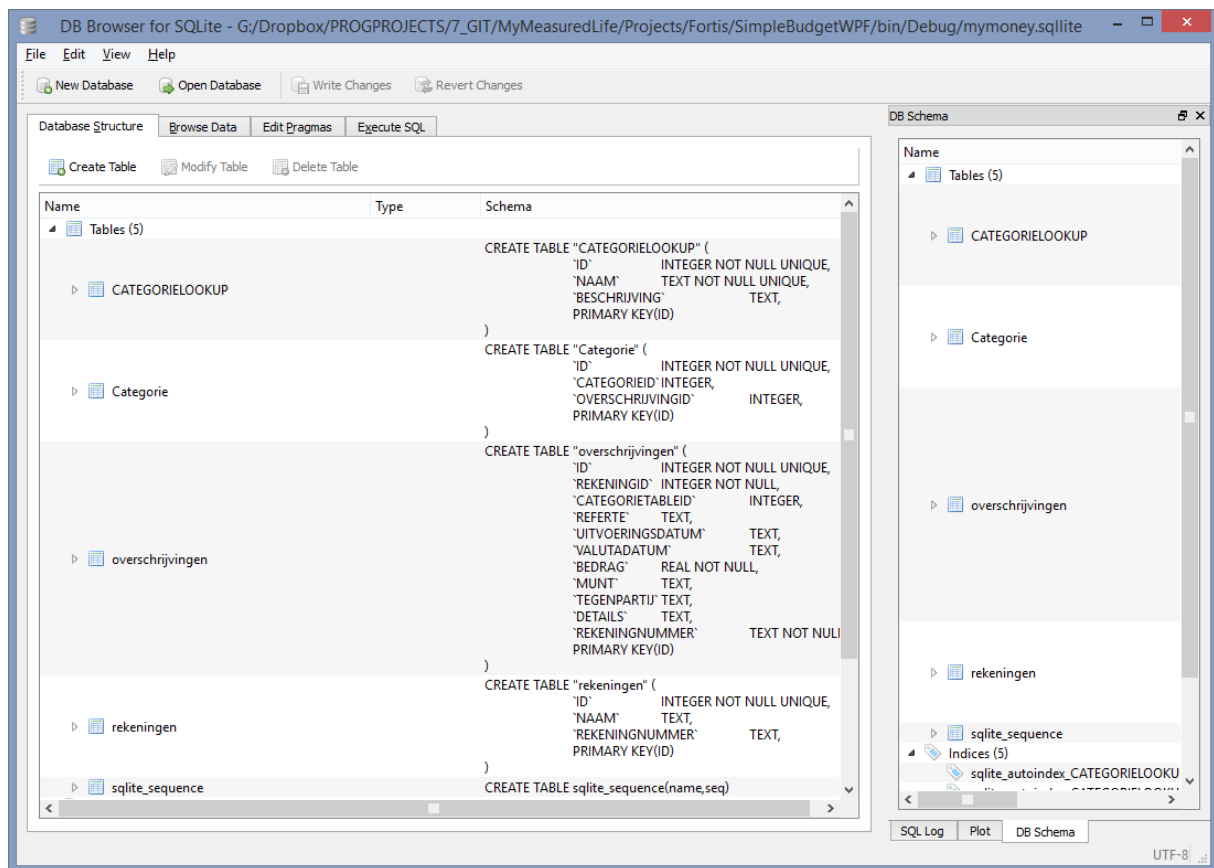 DB Browser for SQLite - G:/Dropbox/PROGPROJECTS/7_GIT/MyMeasuredLife/Projects/Fortis/SimpleBudgetWPF/bin/Debug/mymoney.sqllite
File Edit View Help
New Database Open Database Write Changes Revert Changes
Database Structure Browse Data Edit Pragmas Execute SQL
Create Table Modify Table Delete Table
Name Type Schema
Tables (5)
CATEGORIELOOKUP
CREATE TABLE "CATEGORIELOOKUP" (
`ID` INTEGER NOT NULL UNIQUE,
`NAAM` TEXT NOT NULL UNIQUE,
`BESCHRIJVING` TEXT,
PRIMARY KEY(ID)
)
Categorie
CREATE TABLE "Categorie" (
`ID` INTEGER NOT NULL UNIQUE,
`CATEGORIEID` INTEGER,
`OVERSCHRIJVINGID` INTEGER,
PRIMARY KEY(ID)
)
overschrijvingen
CREATE TABLE "overschrijvingen" (
`ID` INTEGER NOT NULL UNIQUE,
`REKENINGID` INTEGER NOT NULL,
`CATEGORIETABLEID` INTEGER,
`REFERTE` TEXT,
`UITVOERINGSDATUM` TEXT,
`VALUTADATUM` TEXT,
`BEDRAG` REAL NOT NULL,
`MUNT` TEXT,
`TEGENPARTIJ` TEXT,
`DETAILS` TEXT,
`REKENINGNUMMER` TEXT NOT NULL
PRIMARY KEY(ID)
)
rekeningen
CREATE TABLE "rekeningen" (
`ID` INTEGER NOT NULL UNIQUE,
`NAAM` TEXT,
`REKENINGNUMMER` TEXT,
PRIMARY KEY(ID)
)
sqlite_sequence CREATE TABLE sqlite_sequence(name,seq)
DB Schema
Name
Tables (5)
CATEGORIELOOKUP
Categorie
overschrijvingen
rekeningen
sqlite_sequence
Indices (5)
sqlite_autoindex_CATEGORIELOOKU
SQL Log Plot DB Schema
UTF-8